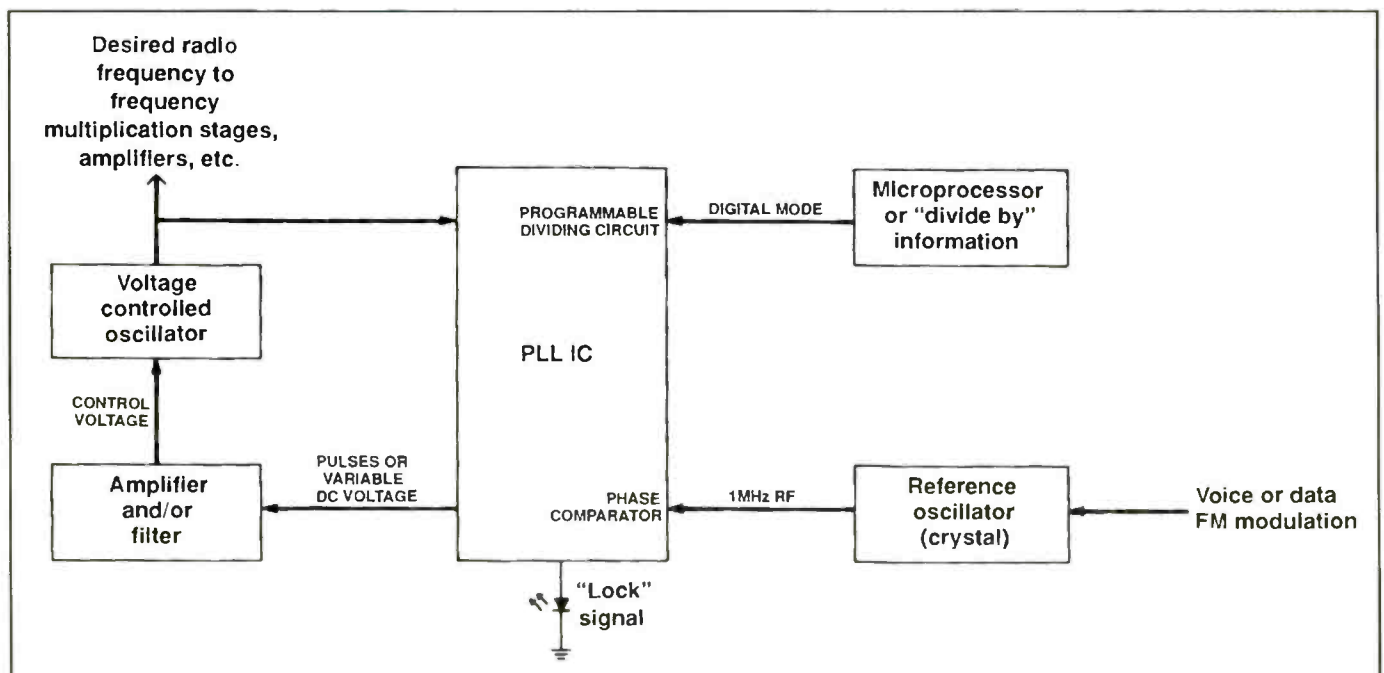 Desired radio
frequency to
frequency
multiplication stages,
amplifiers, etc.
Voltage
controlled
oscillator
CONTROL
VOLTAGE
Amplifier
and/or
filter
PULSES OR
VARIABLE
DC VOLTAGE
PROGRAMMABLE
DIVIDING CIRCUIT
PLL IC
PHASE
COMPARATOR
"Lock"
signal
DIGITAL MODE
Microprocessor
or "divide by"
information
1MHz RF
Reference
oscillator
(crystal)
Voice or data
FM modulation